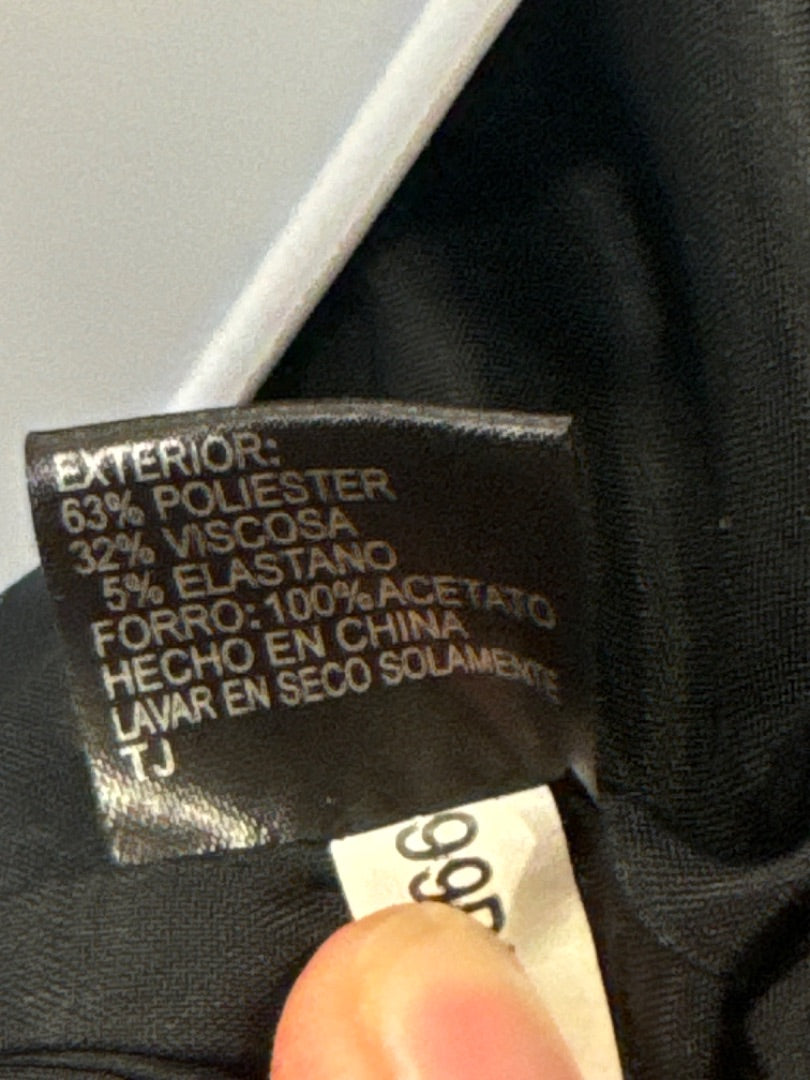 EXTERIOR:
63% POLIESTER
32% VISCOSA
5% ELASTANO
FORRO: 100% ACETATO
HECHO EN CHINA
LAVAR EN SECO SOLAMENTE
TJ